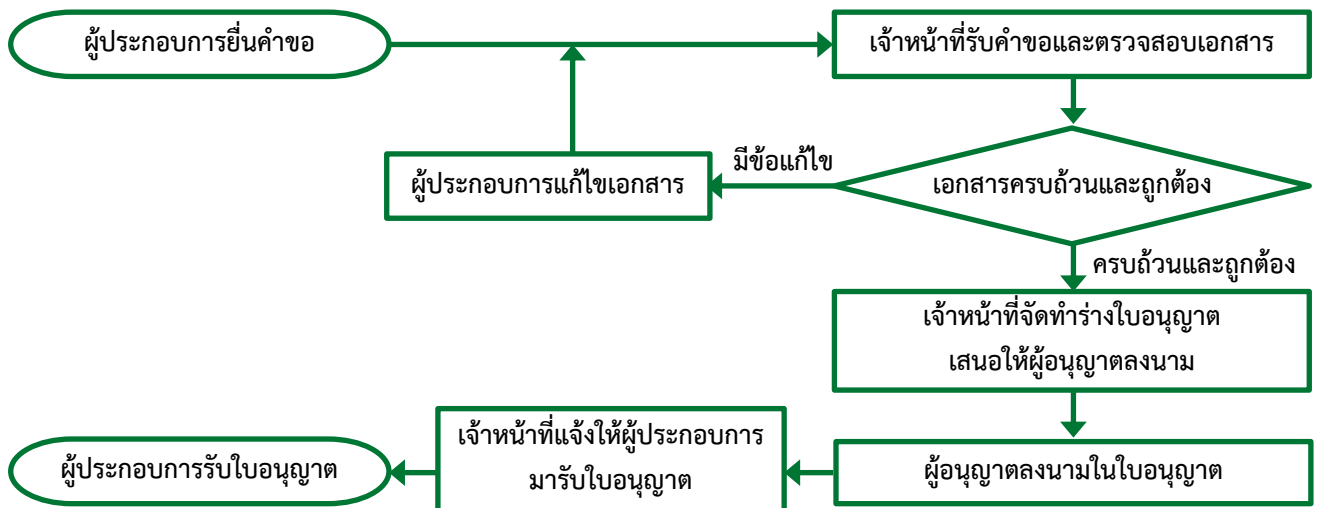 ผู้ประกอบการยื่นคำขอ
เจ้าหน้าที่รับคำขอและตรวจสอบเอกสาร
มีข้อแก้ไข
ผู้ประกอบการแก้ไขเอกสาร
เอกสารครบถ้วนและถูกต้อง
ครบถ้วนและถูกต้อง
เจ้าหน้าที่จัดทำร่างใบอนุญาต
เสนอให้ผู้อนุญาตลงนาม
ผู้อนุญาตลงนามในใบอนุญาต
เจ้าหน้าที่แจ้งให้ผู้ประกอบการ
มารับใบอนุญาต
ผู้ประกอบการรับใบอนุญาต